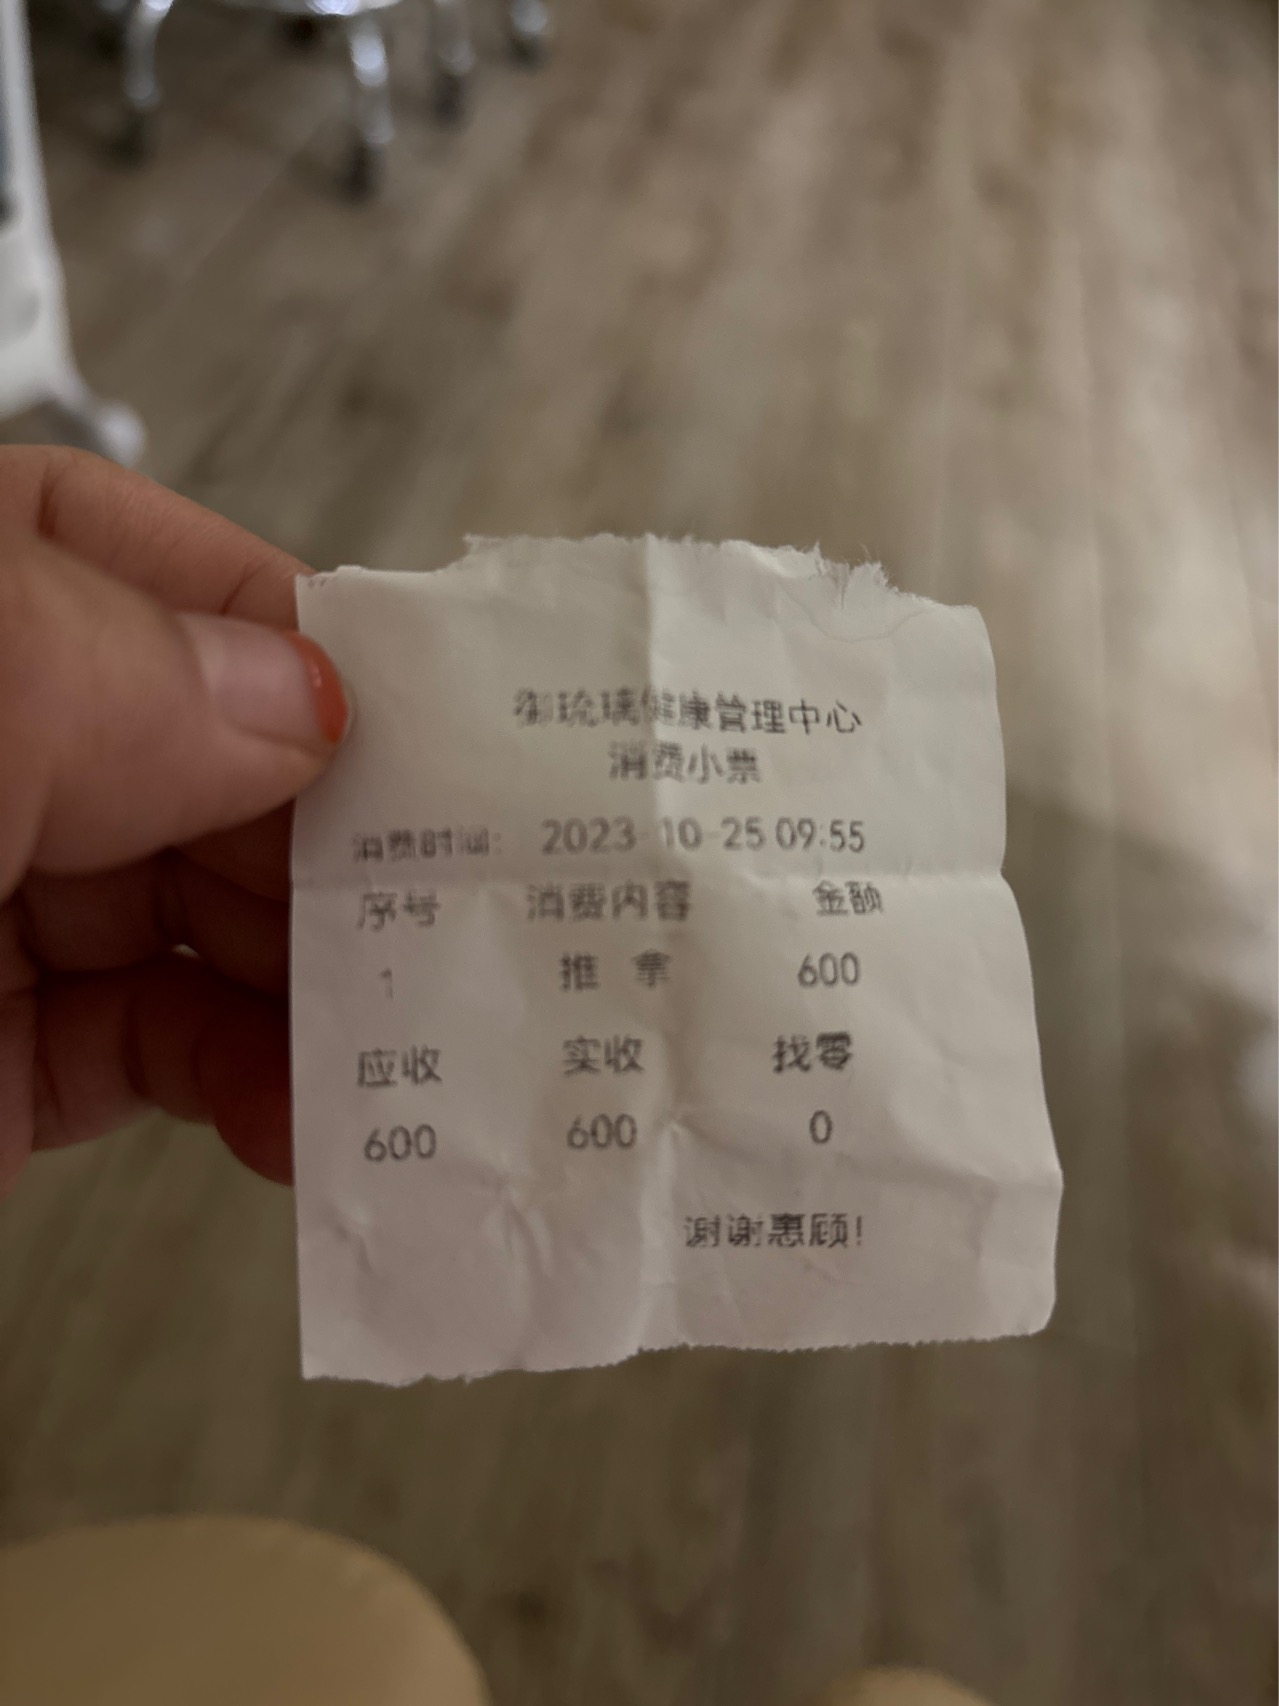 御琉璃健康管理中心
消费小票
消费时间: 2023-10-25 09:55
序号 消费内容 金额
1 推 拿 600
应收 实收 找零
600 600 0
谢谢惠顾!